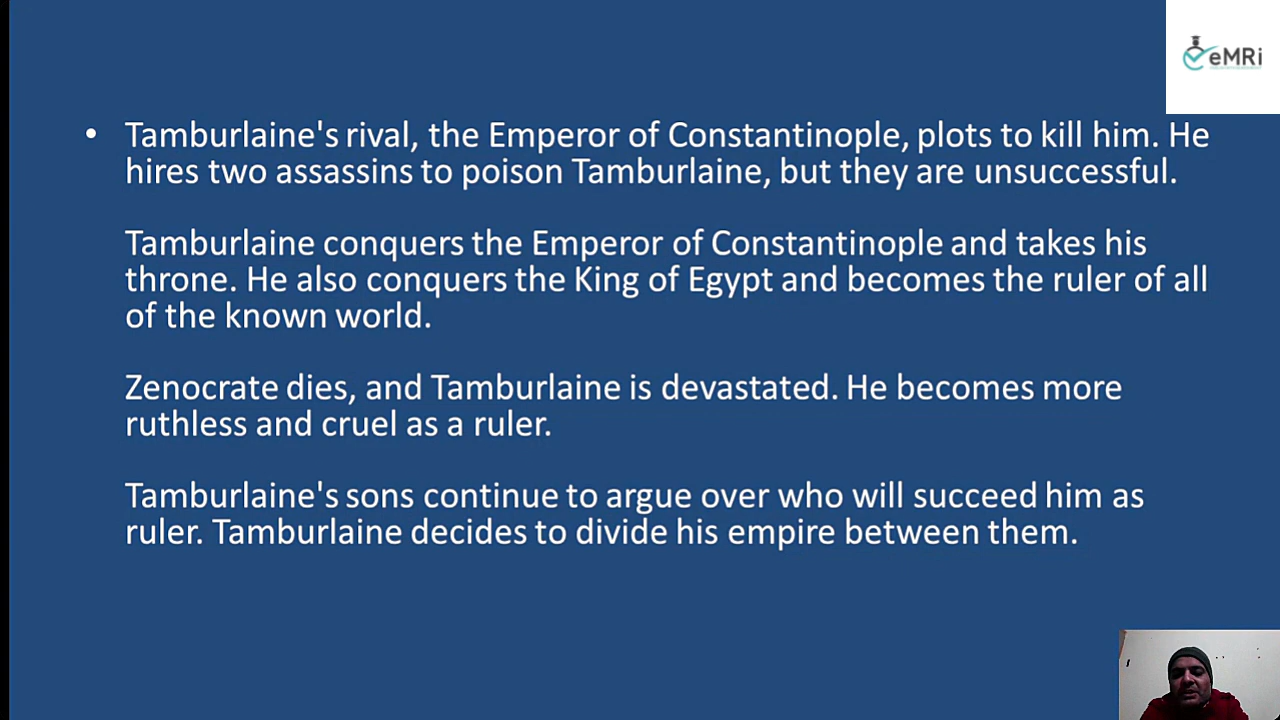 eMRi
• Tamburlaine's rival, the Emperor of Constantinople, plots to kill him. He
hires two assassins to poison Tamburlaine, but they are unsuccessful.
Tamburlaine conquers the Emperor of Constantinople and takes his
throne. He also conquers the King of Egypt and becomes the ruler of all
of the known world.
Zenocrate dies, and Tamburlaine is devastated. He becomes more
ruthless and cruel as a ruler.
Tamburlaine's sons continue to argue over who will succeed him as
ruler. Tamburlaine decides to divide his empire between them.